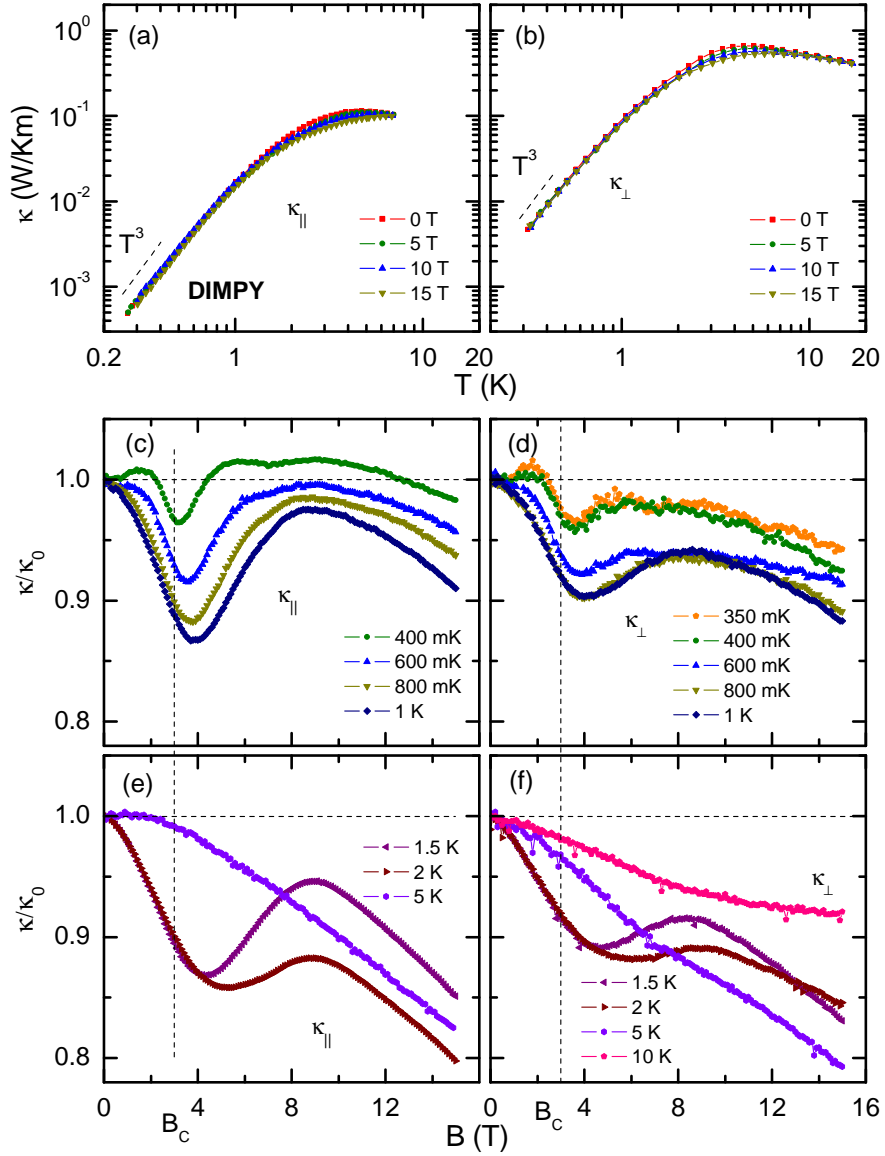 (a)
(b)
10⁰
10⁻¹
10⁻²
10⁻³
κ (W/Km)
T³
κ∥
DIMPY
0 T
5 T
10 T
15 T
T³
κ⊥
0 T
5 T
10 T
15 T
0.2 1 10 20
1 10 20
T (K)
(c)
1.0
0.9
0.8
κ/κ₀
κ∥
400 mK
600 mK
800 mK
1 K
(d)
κ⊥
350 mK
400 mK
600 mK
800 mK
1 K
(e)
1.0
0.9
0.8
κ/κ₀
1.5 K
2 K
5 K
κ∥
(f)
κ⊥
1.5 K
2 K
5 K
10 K
0 4 8 12
0 4 8 12 16
B_C
B_C
B (T)